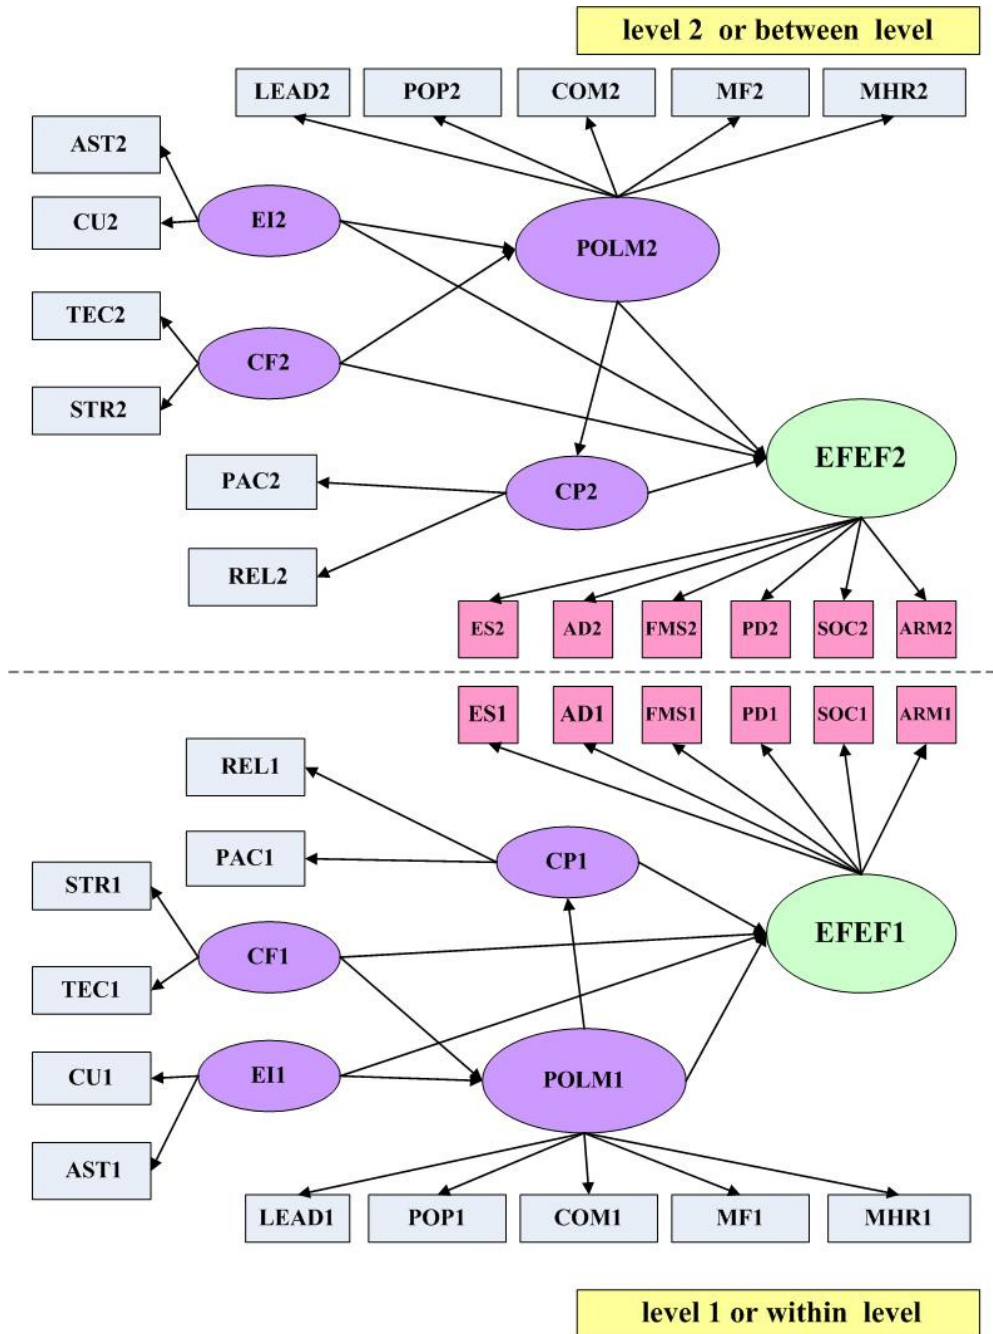 level 2 or between level
LEAD2
POP2
COM2
MF2
MHR2
AST2
CU2
EI2
POLM2
TEC2
CF2
STR2
EFEF2
PAC2
CP2
REL2
ES2
AD2
FMS2
PD2
SOC2
ARM2
ES1
AD1
FMS1
PD1
SOC1
ARM1
REL1
PAC1
CP1
STR1
CF1
EFEF1
TEC1
CU1
EI1
POLM1
AST1
LEAD1
POP1
COM1
MF1
MHR1
level 1 or within level